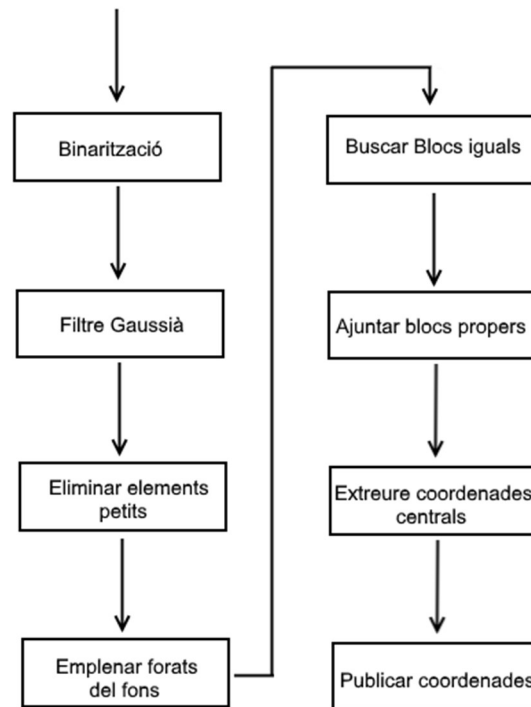 Binarització
Filtre Gaussià
Eliminar elements
petits
Emplenar forats
del fons
Buscar Blocs iguals
Ajuntar blocs propers
Extreure coordenades
centrals
Publicar coordenades